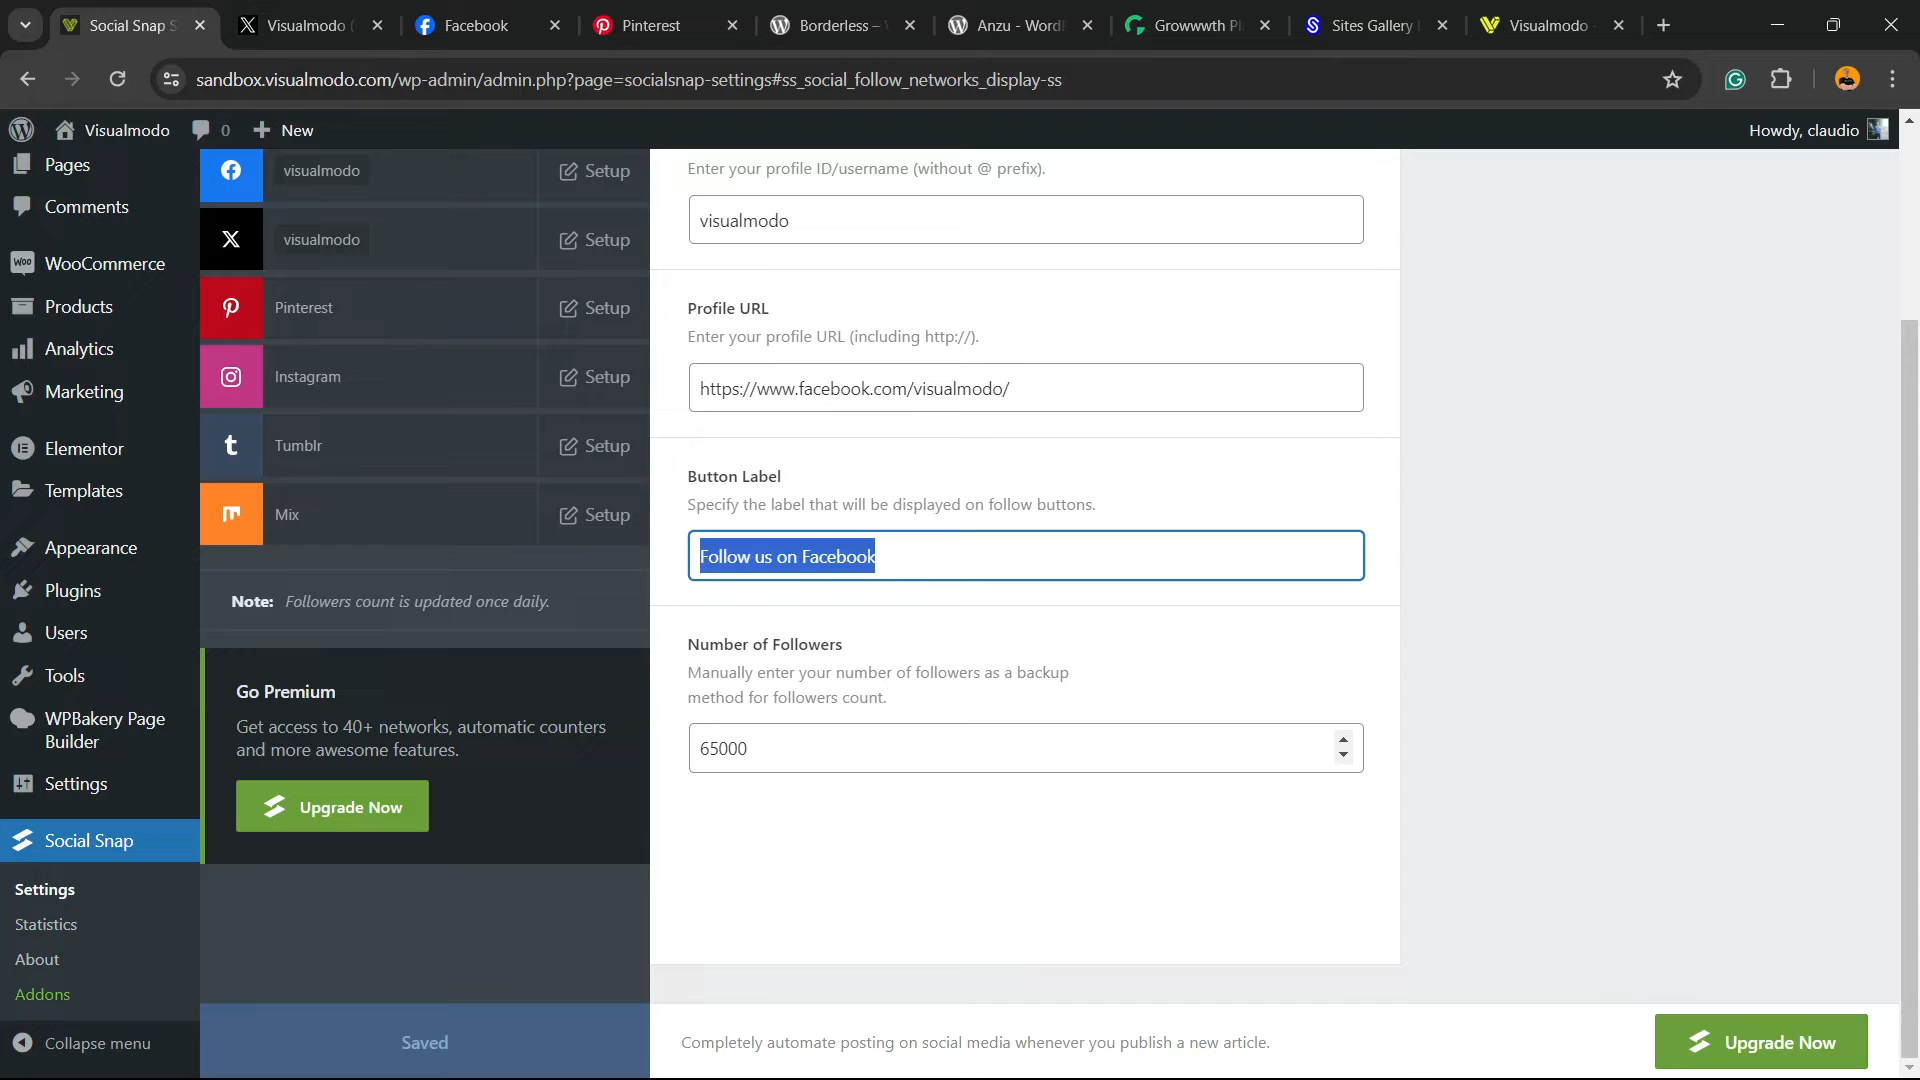 Social Snap S
Visualmodo (
Facebook
Pinterest
Borderless –
Anzu - WordP
Growwwth Pl
Sites Gallery
Visualmodo
sandbox.visualmodo.com/wp-admin/admin.php?page=socialsnap-settings#ss_social_follow_networks_display-ss
Visualmodo
0
New
Howdy, claudio
Pages
Comments
WooCommerce
Products
Analytics
Marketing
Elementor
Templates
Appearance
Plugins
Users
Tools
WPBakery Page
Builder
Settings
Social Snap
Settings
Statistics
About
Addons
Collapse menu
visualmodo
Setup
visualmodo
Setup
Pinterest
Setup
Instagram
Setup
Tumblr
Setup
Mix
Setup
Note: Followers count is updated once daily.
Go Premium
Get access to 40+ networks, automatic counters
and more awesome features.
Upgrade Now
Saved
Enter your profile ID/username (without @ prefix).
visualmodo
Profile URL
Enter your profile URL (including http://).
https://www.facebook.com/visualmodo/
Button Label
Specify the label that will be displayed on follow buttons.
Follow us on Facebook
Number of Followers
Manually enter your number of followers as a backup
method for followers count.
65000
Completely automate posting on social media whenever you publish a new article.
Upgrade Now